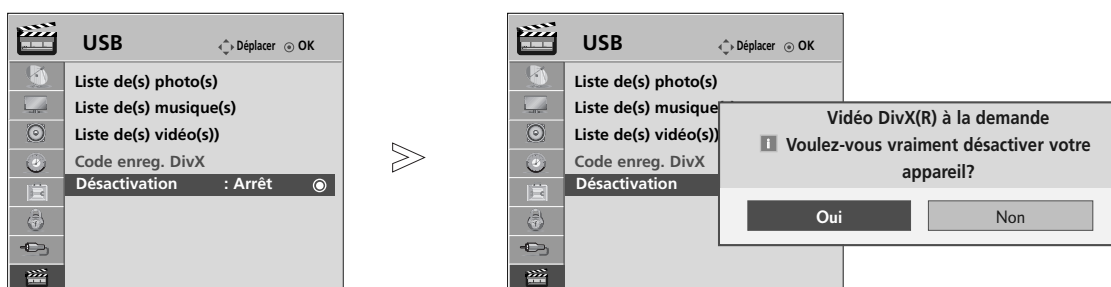 USB
Déplacer OK
Liste de(s) photo(s)
Liste de(s) musique(s)
Liste de(s) vidéo(s))
Code enreg. DivX
Désactivation : Arrêt
USB
Déplacer OK
Liste de(s) photo(s)
Liste de(s) musique
Liste de(s) vidéo(s))
Code enreg. DivX
Désactivation
Vidéo DivX(R) à la demande
Voulez-vous vraiment désactiver votre
appareil?
Oui Non